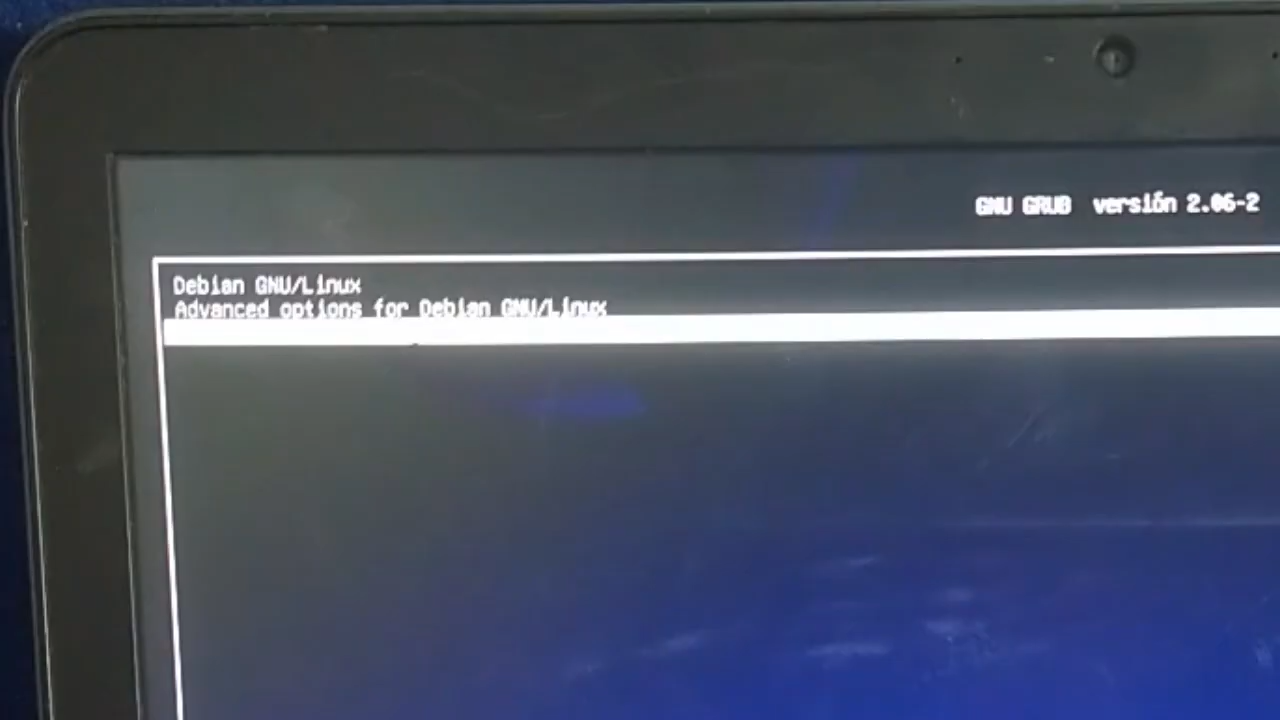 GNU GRUB versión 2.06-2
Debian GNU/Linux
Advanced options for Debian GNU/Linux